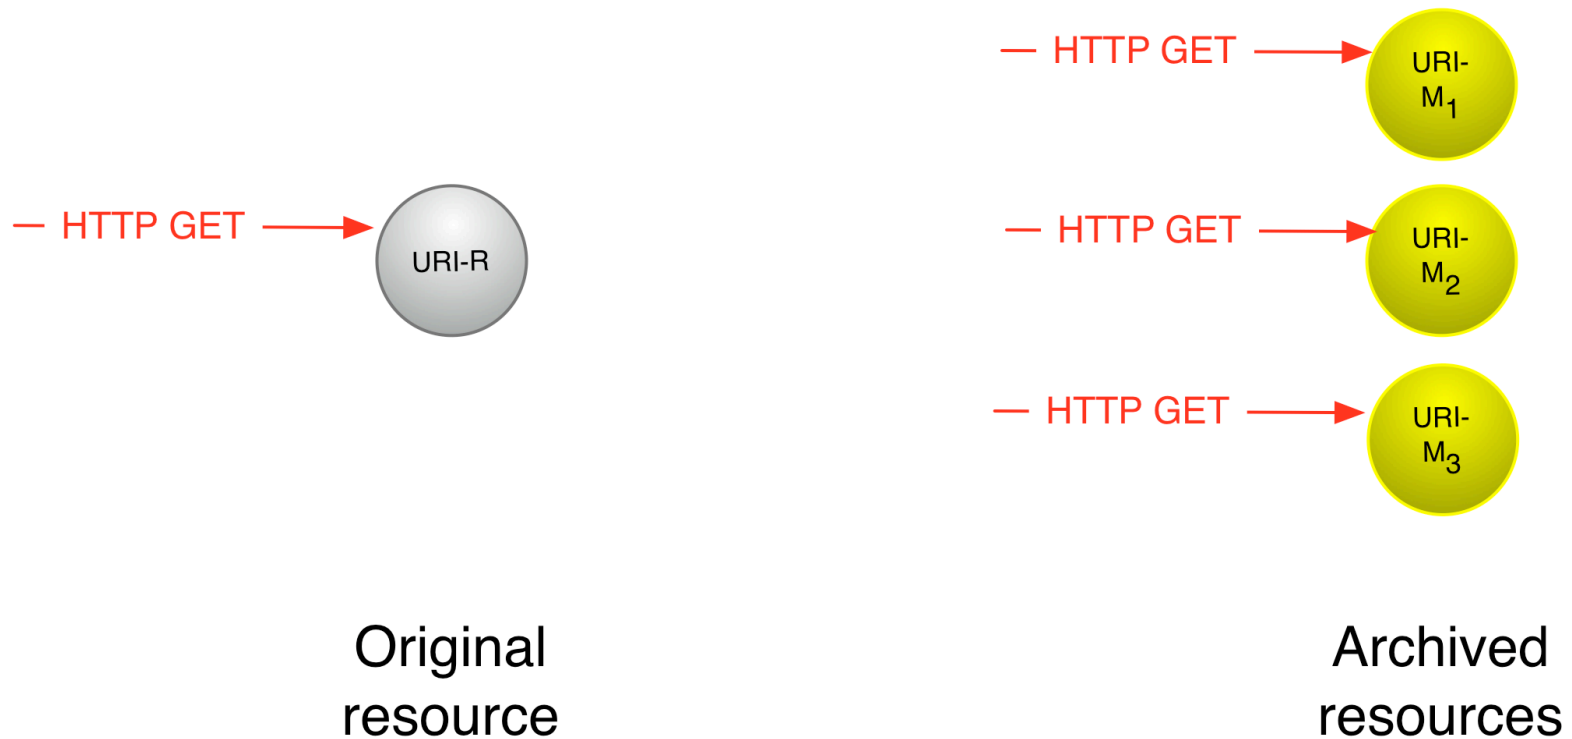 HTTP GET
URI-R
Original
resource
HTTP GET
URI-
M1
HTTP GET
URI-
M2
HTTP GET
URI-
M3
Archived
resources